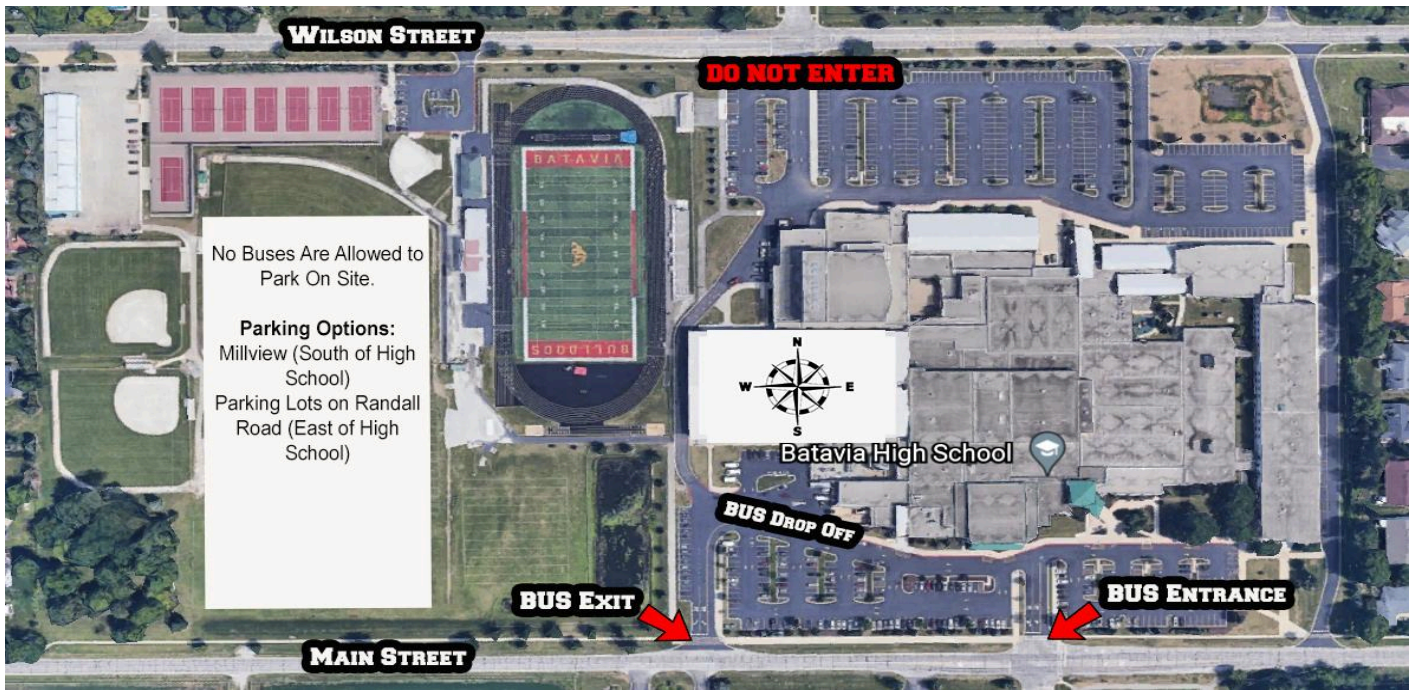 WILSON STREET
DO NOT ENTER
BATAVIA
No Buses Are Allowed to
Park On Site.
Parking Options:
Millview (South of High
School)
Parking Lots on Randall
Road (East of High
School)
BULLDOGS
N
W E
S
Batavia High School
BUS DROP OFF
BUS EXIT
BUS ENTRANCE
MAIN STREET